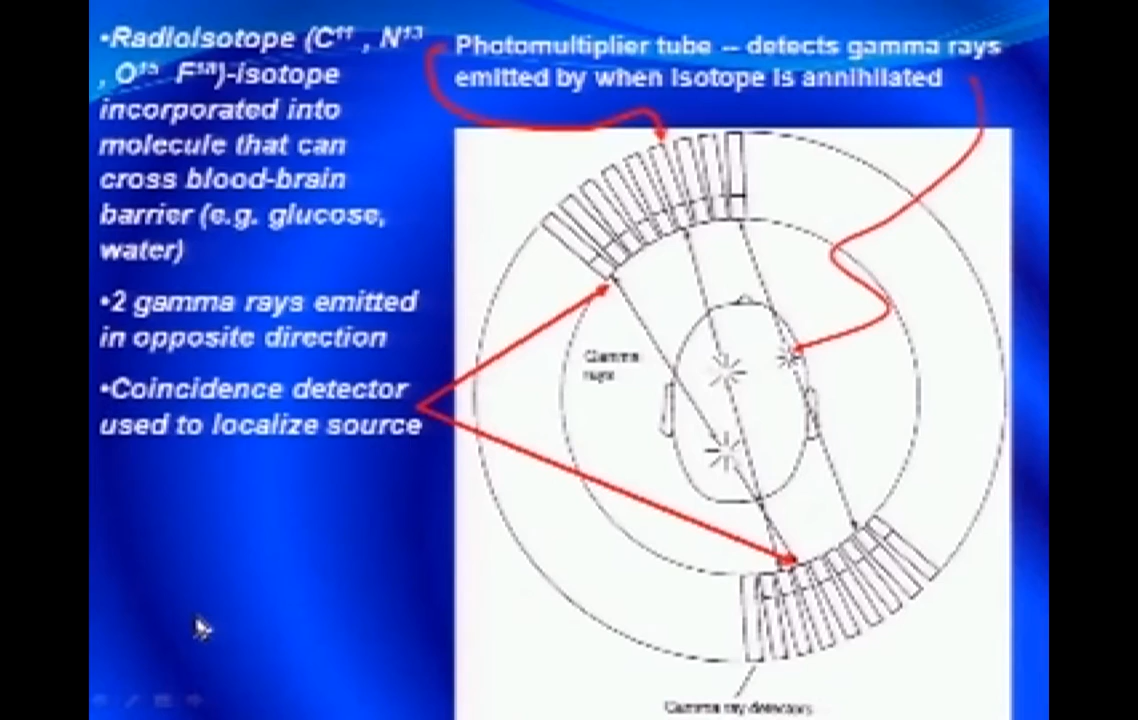 •Radioisotope (C¹¹ , N¹³
, O¹⁵ F¹⁸)-isotope
incorporated into
molecule that can
cross blood-brain
barrier (e.g. glucose,
water)
•2 gamma rays emitted
in opposite direction
•Coincidence detector
used to localize source
Photomultiplier tube – detects gamma rays
emitted by when isotope is annihilated
Gamma
rays
Gamma ray detectors